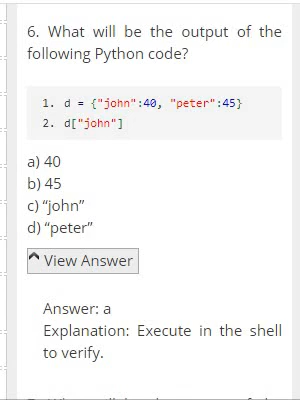 6. What will be the output of the
following Python code?
1. d = {"john":40, "peter":45}
2. d["john"]
a) 40
b) 45
c) “john”
d) “peter”
View Answer
Answer: a
Explanation: Execute in the shell
to verify.